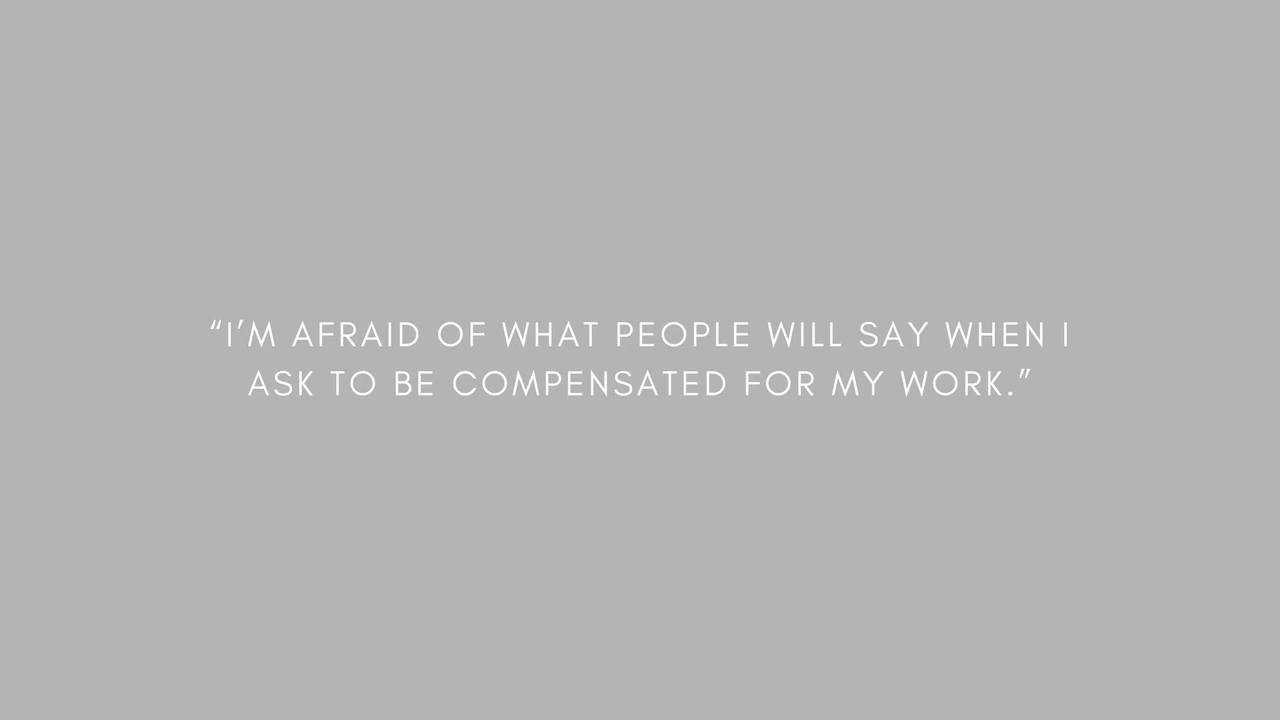 “I’M AFRAID OF WHAT PEOPLE WILL SAY WHEN I
ASK TO BE COMPENSATED FOR MY WORK.”